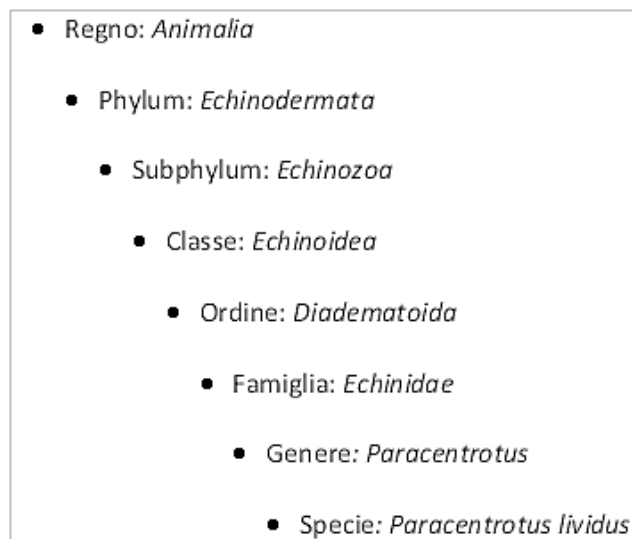 • Regno: Animalia
• Phylum: Echinodermata
• Subphylum: Echinozoa
• Classe: Echinoidea
• Ordine: Diadematoida
• Famiglia: Echinidae
• Genere: Paracentrotus
• Specie: Paracentrotus lividus